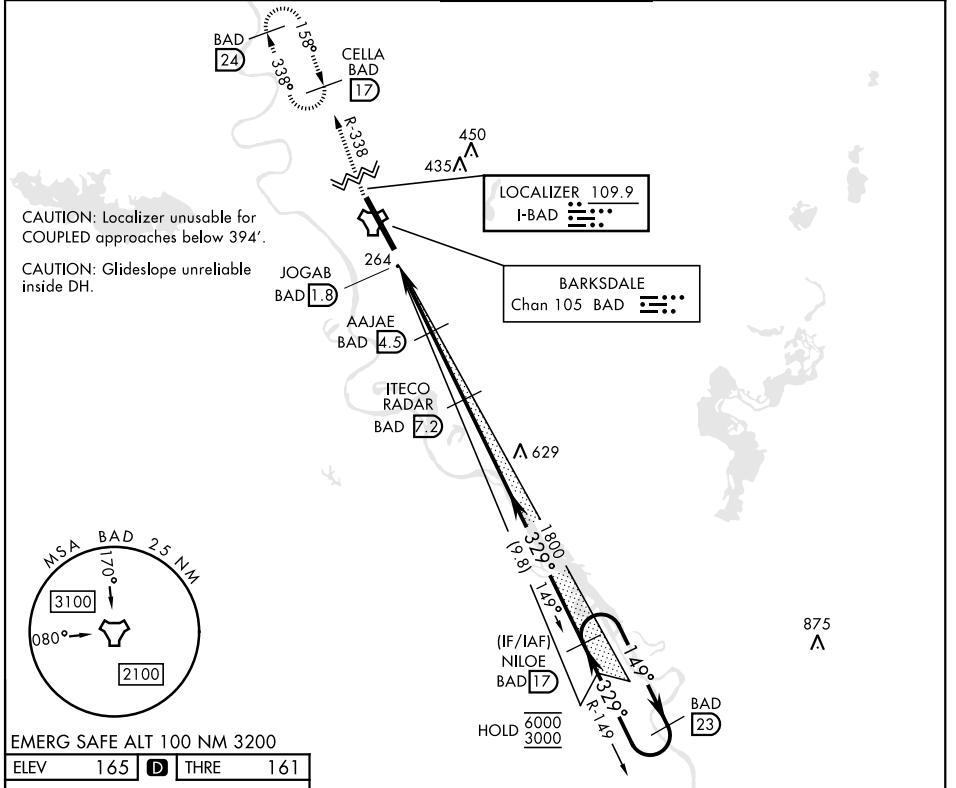 BAD
24
158°
338°
CELLA
BAD
17
R-338
450
435
LOCALIZER 109.9
I-BAD
CAUTION: Localizer unusable for
COUPLED approaches below 394'.
CAUTION: Glideslope unreliable
inside DH.
BARKSDALE
Chan 105 BAD
264
JOGAB
BAD 1.8
AAJAE
BAD 4.5
ITECO
RADAR
BAD 7.2
629
1800
329°
(9.8)
149°
(IF/IAF)
NILOE
BAD 17
149°
329°
R-149
HOLD 6000
3000
BAD
23
875
MSA BAD 25 NM
170°
3100
080°
2100
EMERG SAFE ALT 100 NM 3200
ELEV 165 D THRE 161